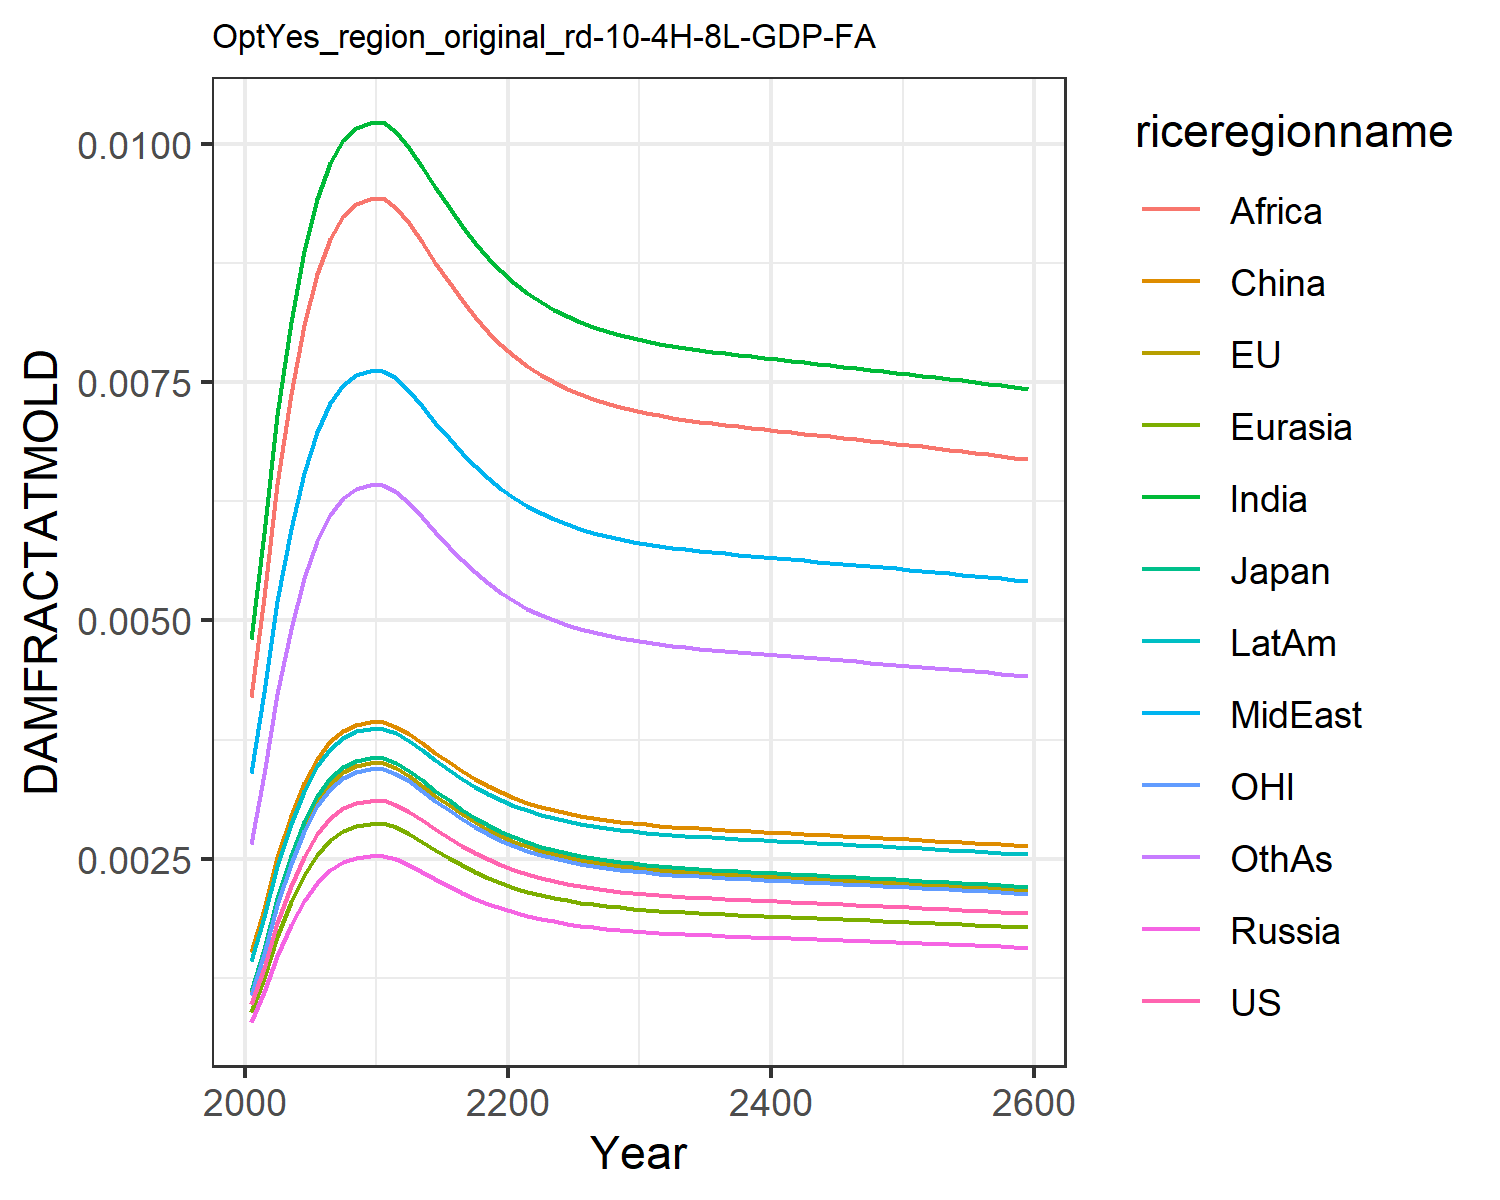 OptYes_region_original_rd-10-4H-8L-GDP-FA
DAMFRACTATMOLD
0.0100
0.0075
0.0050
0.0025
2000
2200
2400
2600
Year
riceregionname
Africa
China
EU
Eurasia
India
Japan
LatAm
MidEast
OHI
OthAs
Russia
US